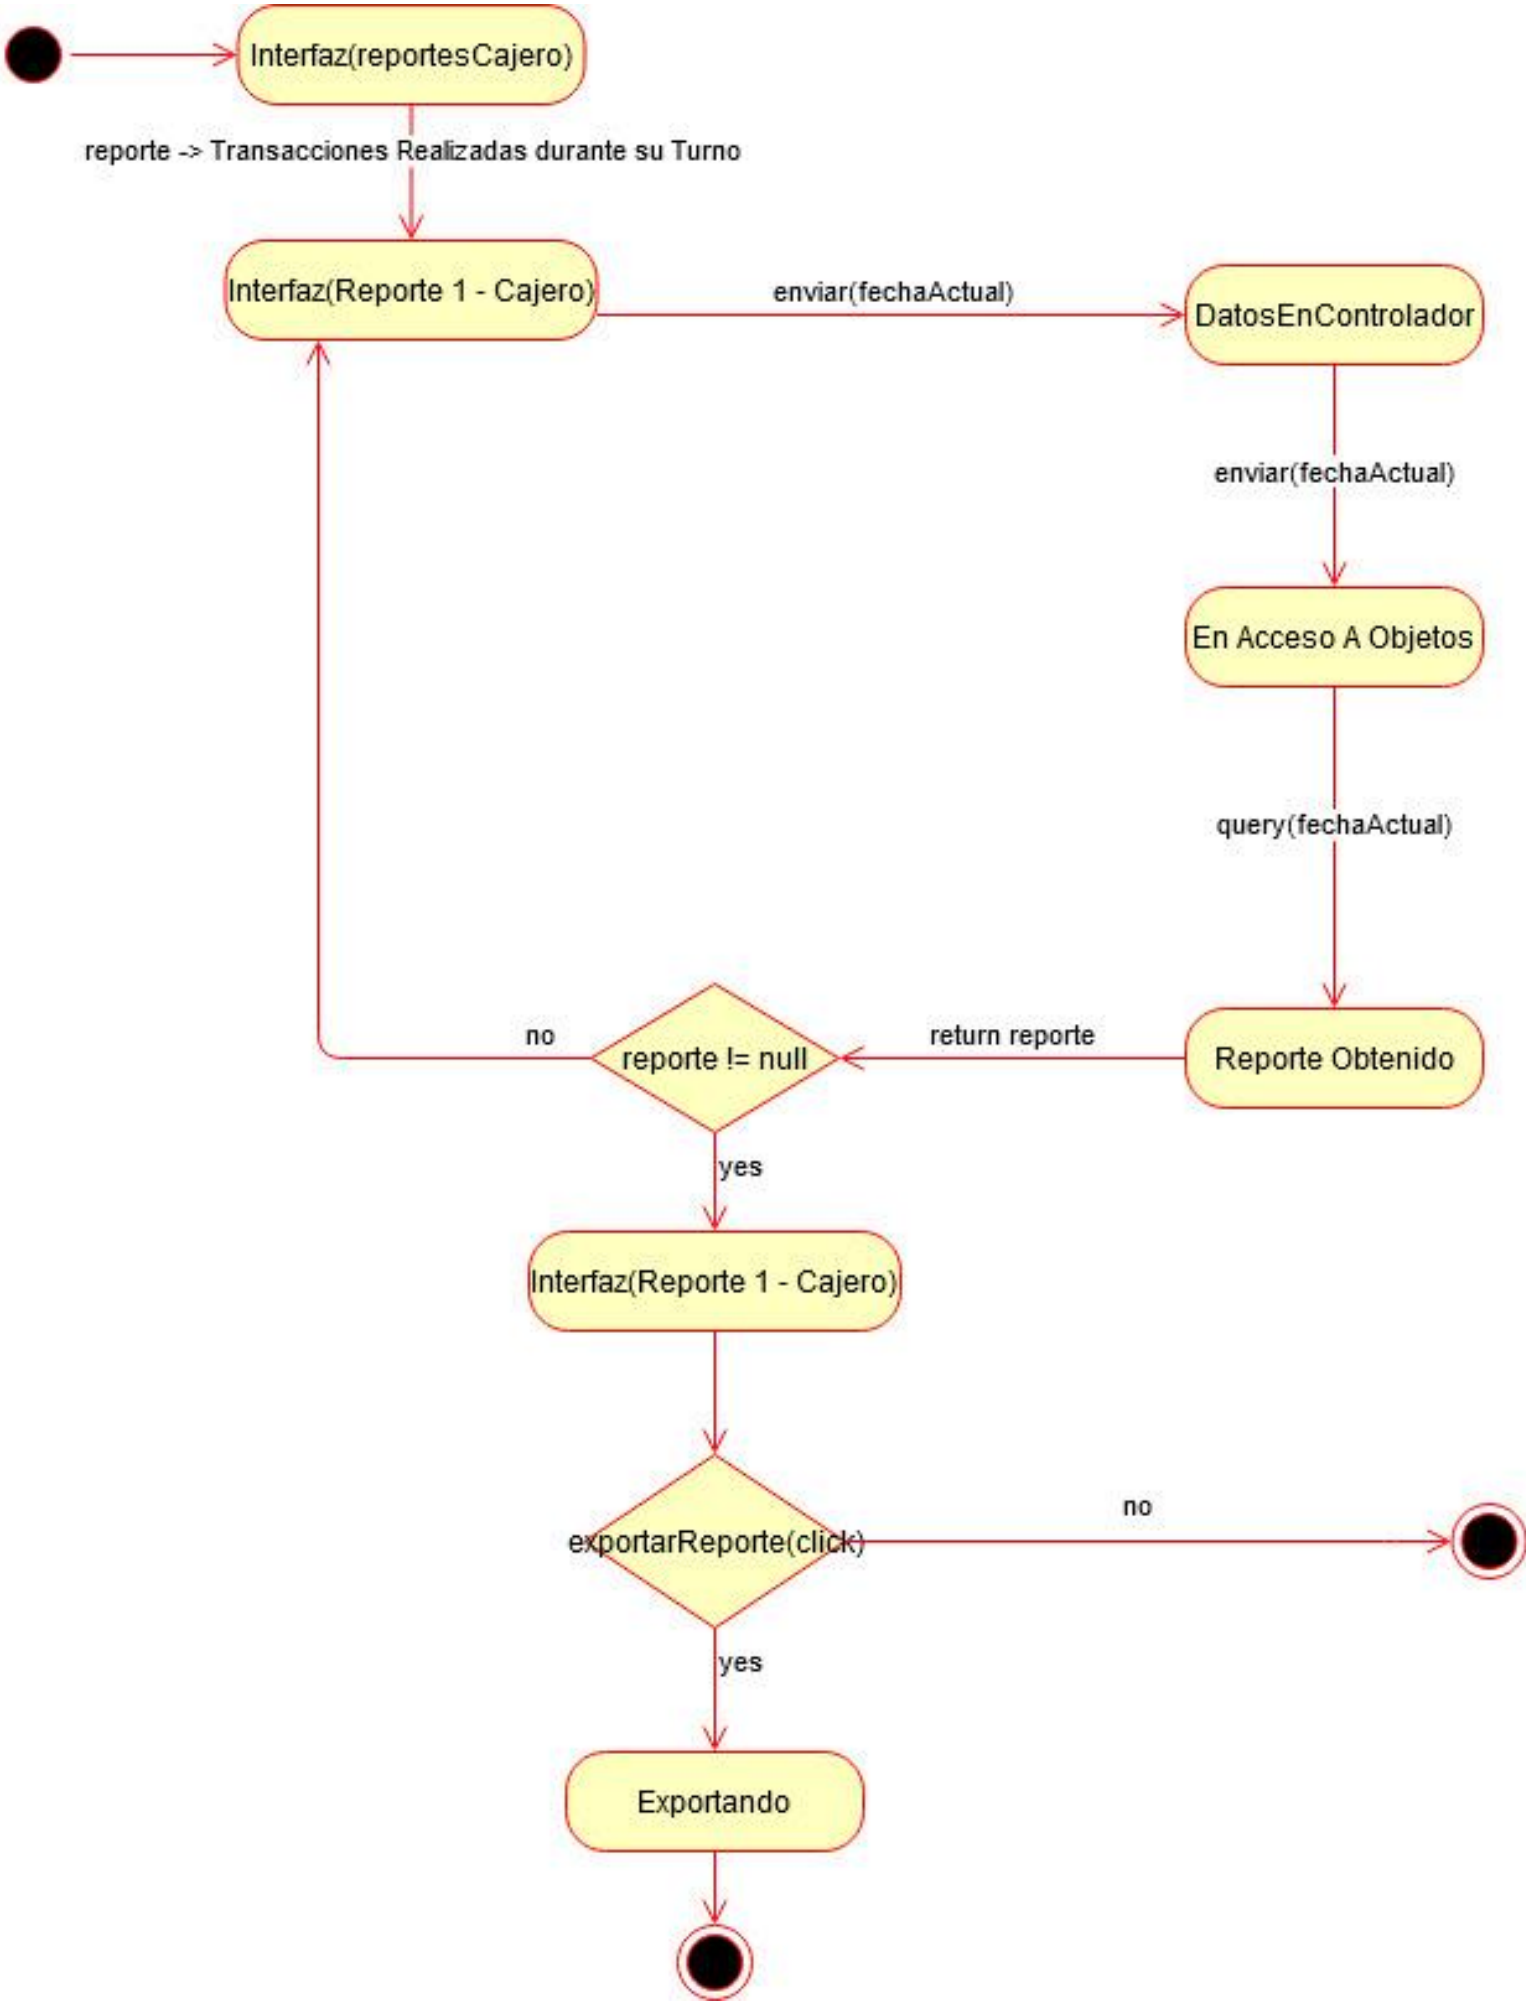 Interfaz(reportesCajero)
reporte -> Transacciones Realizadas durante su Turno
Interfaz(Reporte 1 - Cajero)
enviar(fechaActual)
DatosEnControlador
enviar(fechaActual)
En Acceso A Objetos
query(fechaActual)
no
reporte != null
return reporte
Reporte Obtenido
yes
Interfaz(Reporte 1 - Cajero)
exportarReporte(click)
no
yes
Exportando